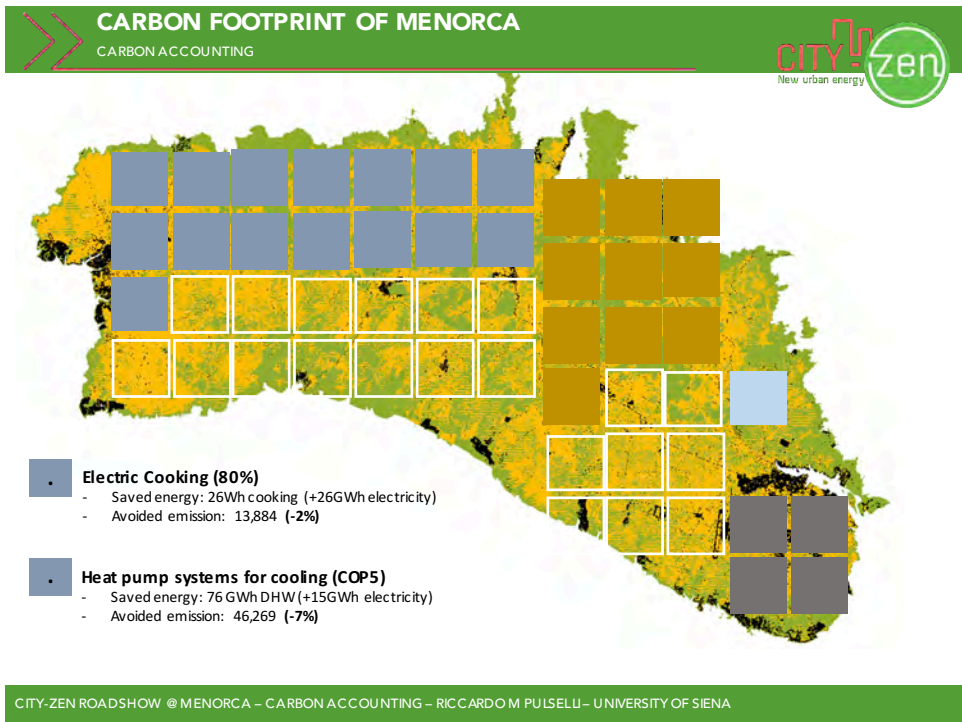 CARBON FOOTPRINT OF MENORCA
CARBON ACCOUNTING
CITY
zen
New urban energy
. Electric Cooking (80%)
- Saved energy: 26Wh cooking (+26GWh electricity)
- Avoided emission: 13,884 (-2%)
. Heat pump systems for cooling (COP5)
- Saved energy: 76 GWh DHW (+15GWh electricity)
- Avoided emission: 46,269 (-7%)
CITY-ZEN ROADSHOW @ MENORCA – CARBON ACCOUNTING – RICCARDO M PULSELLI – UNIVERSITY OF SIENA